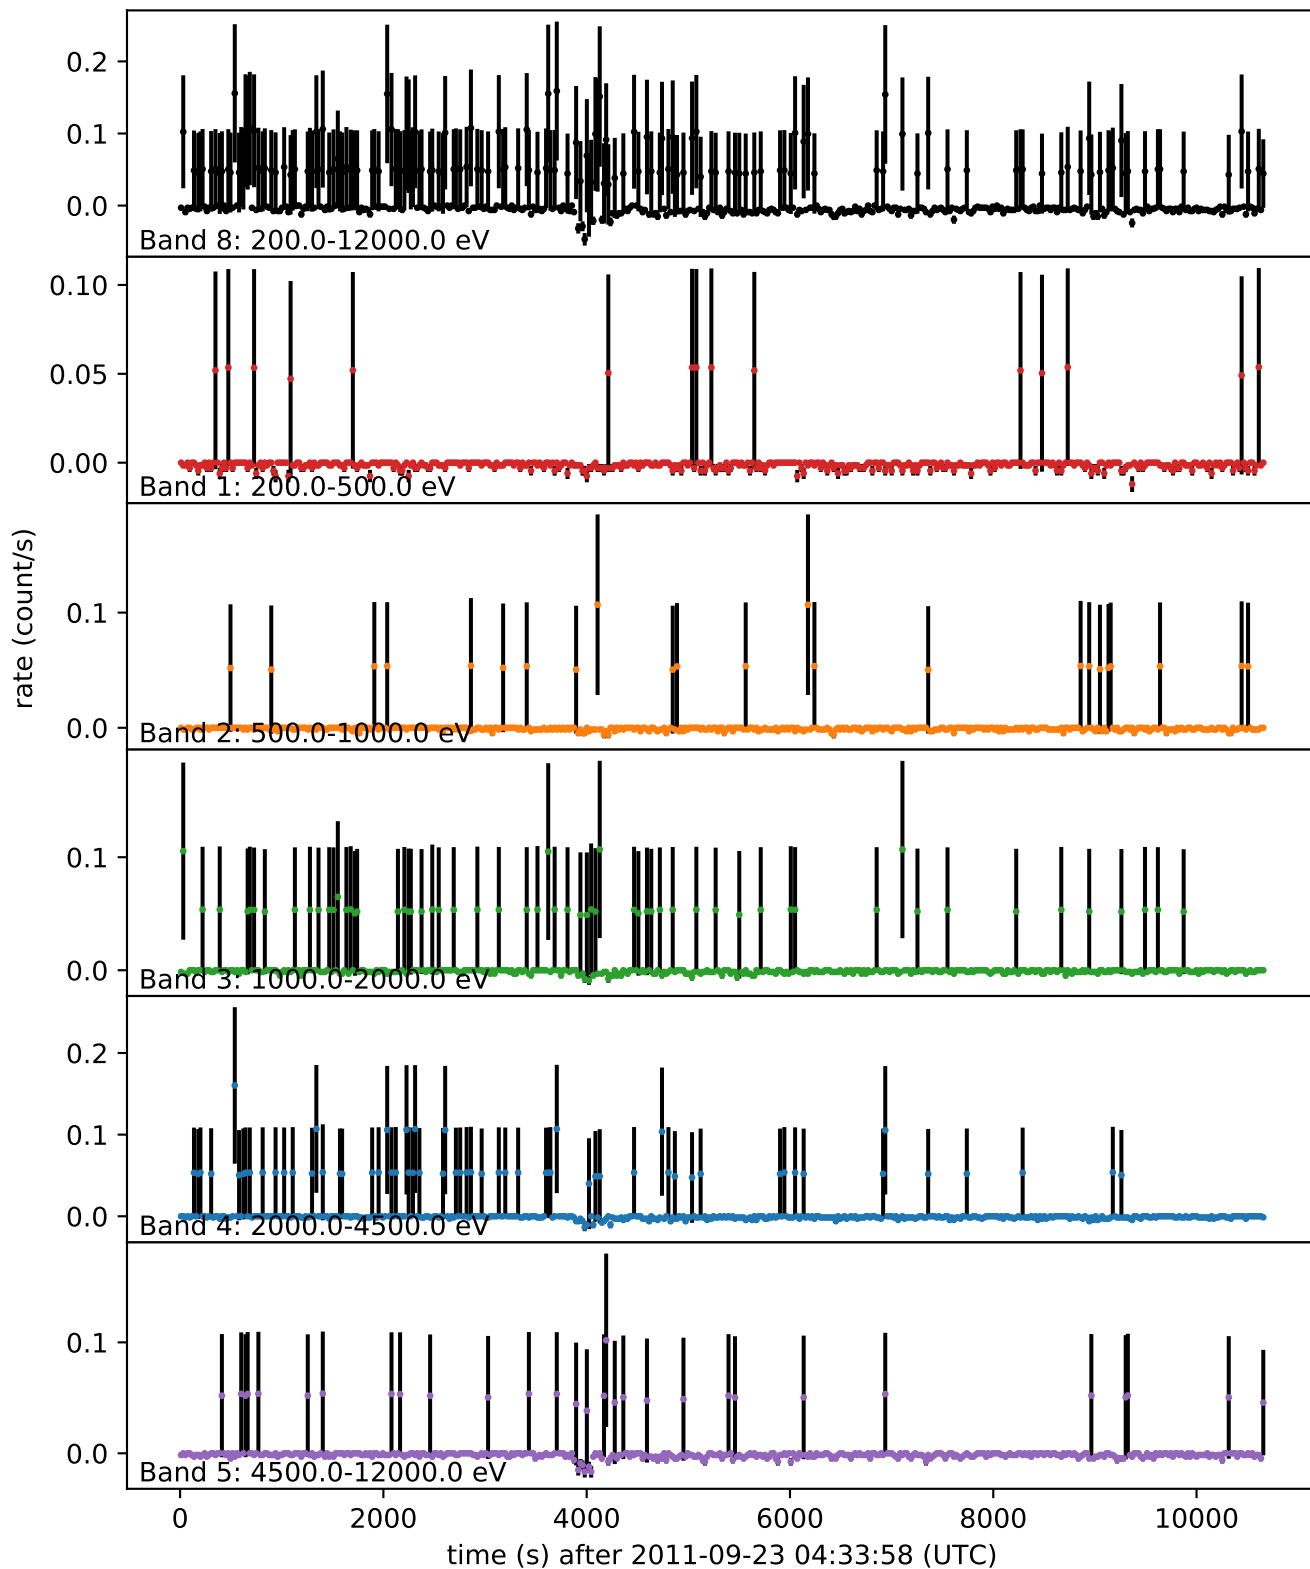 0.2
0.1
0.0
Band 8: 200.0-12000.0 eV
0.10
0.05
0.00
Band 1: 200.0-500.0 eV
rate (count/s)
0.1
0.0
Band 2: 500.0-1000.0 eV
0.1
0.0
Band 3: 1000.0-2000.0 eV
0.2
0.1
0.0
Band 4: 2000.0-4500.0 eV
0.1
0.0
Band 5: 4500.0-12000.0 eV
0 2000 4000 6000 8000 10000
time (s) after 2011-09-23 04:33:58 (UTC)